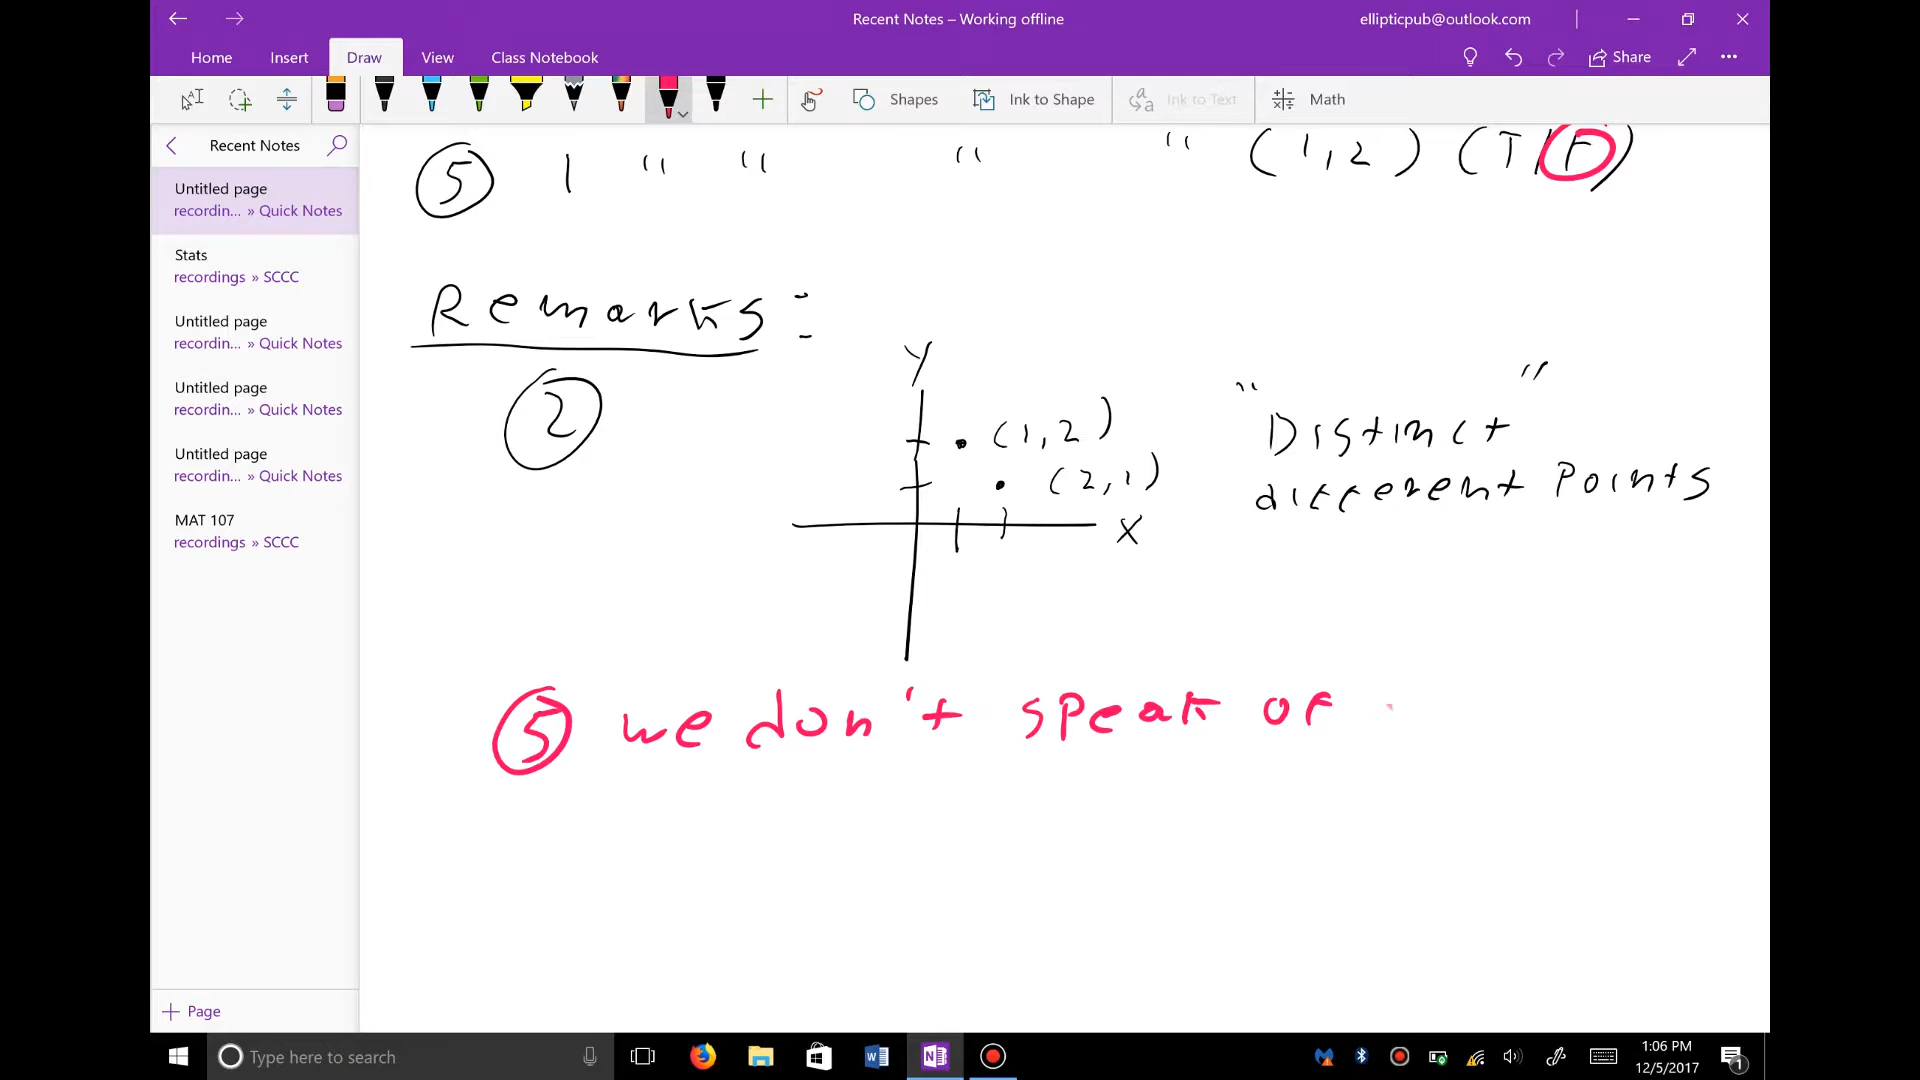 Recent Notes – Working offline
ellipticpub@outlook.com
Home Insert Draw View Class Notebook
Share
Shapes Ink to Shape Ink to Text Math
Recent Notes
Untitled page
recordin... » Quick Notes
Stats
recordings » SCCC
Untitled page
recordin... » Quick Notes
Untitled page
recordin... » Quick Notes
Untitled page
recordin... » Quick Notes
MAT 107
recordings » SCCC
Page
5 1 " " " " (1,2) (T/F)
Remarks:
2
Y
(1,2)
(2,1)
X
"Distinct"
different Points
5 we don't speak of
Type here to search
1:06 PM
12/5/2017
1